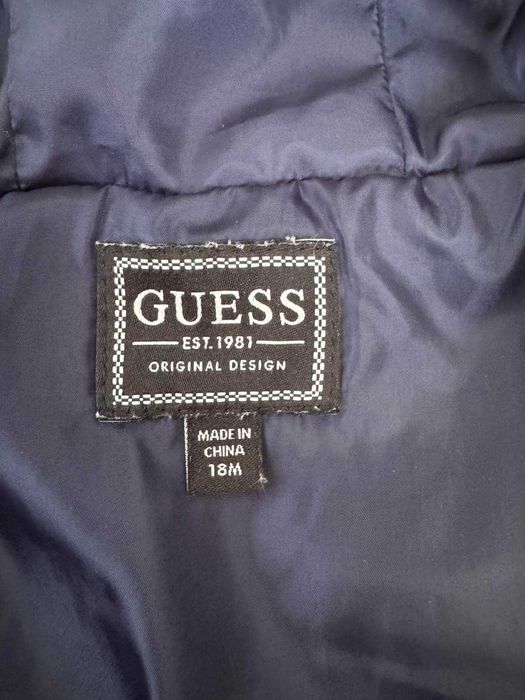 GUESS
EST. 1981
ORIGINAL DESIGN
MADE IN
CHINA
18M